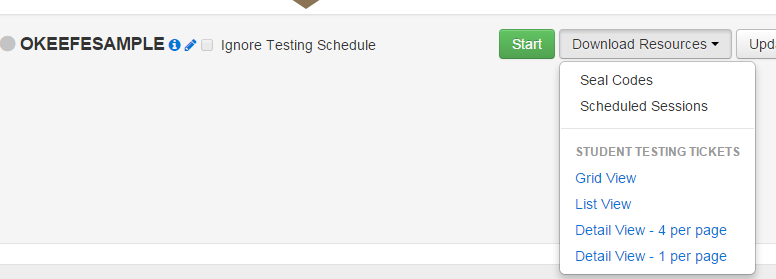 OKEEFESAMPLE Ignore Testing Schedule Start Download Resources
Seal Codes
Scheduled Sessions
STUDENT TESTING TICKETS
Grid View
List View
Detail View - 4 per page
Detail View - 1 per page